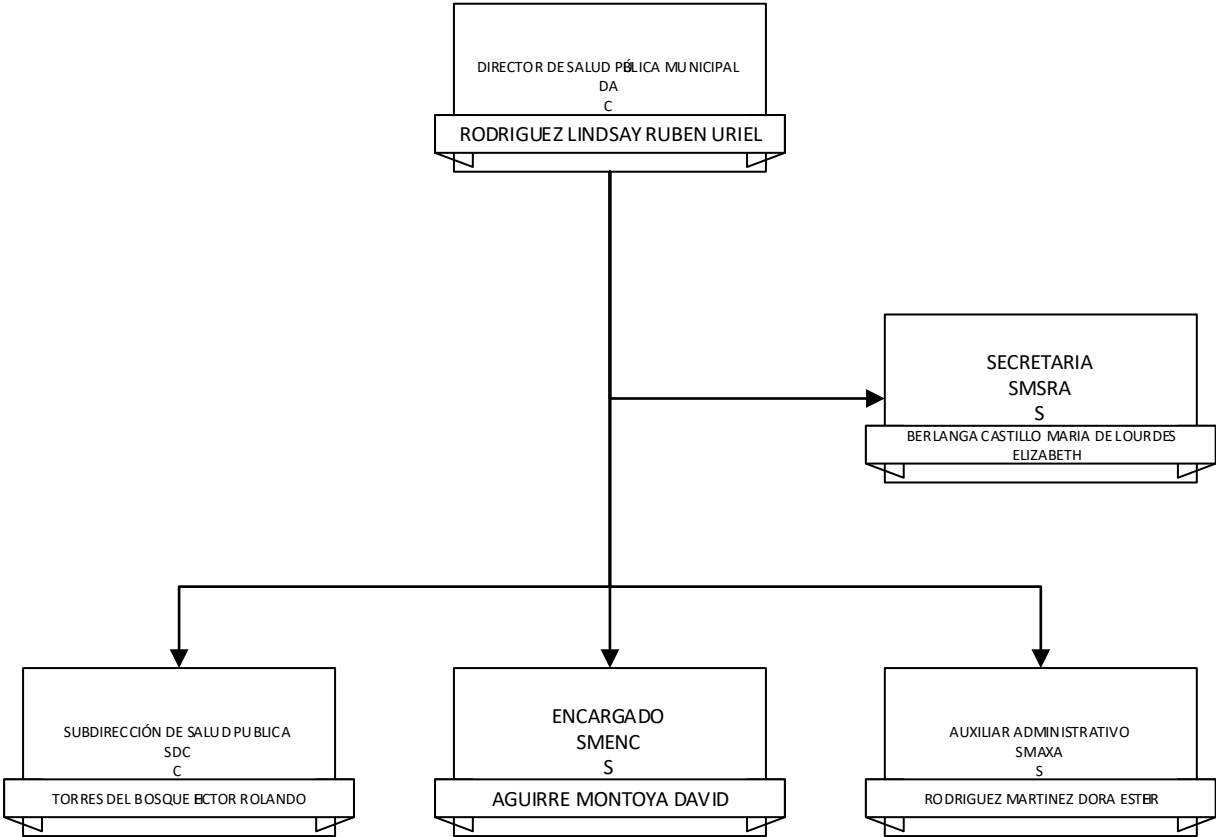 DIRECTOR DE SALUD PÚBLICA MUNICIPAL
DA
C
RODRIGUEZ LINDSAY RUBEN URIEL
SECRETARIA
SMSRA
S
BERLANGA CASTILLO MARIA DE LOURDES
ELIZABETH
SUBDIRECCIÓN DE SALUD PUBLICA
SDC
C
TORRES DEL BOSQUE HECTOR ROLANDO
ENCARGADO
SMENC
S
AGUIRRE MONTOYA DAVID
AUXILIAR ADMINISTRATIVO
SMAXA
S
RODRIGUEZ MARTINEZ DORA ESTHER